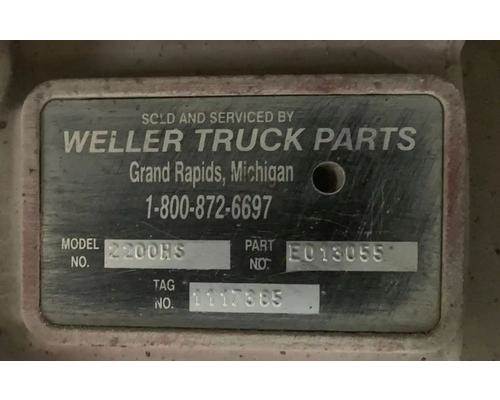 SOLD AND SERVICED BY
WELLER TRUCK PARTS
Grand Rapids, Michigan
1-800-872-6697
MODEL NO. 2200HS PART NO. E013055
TAG NO. 1117385